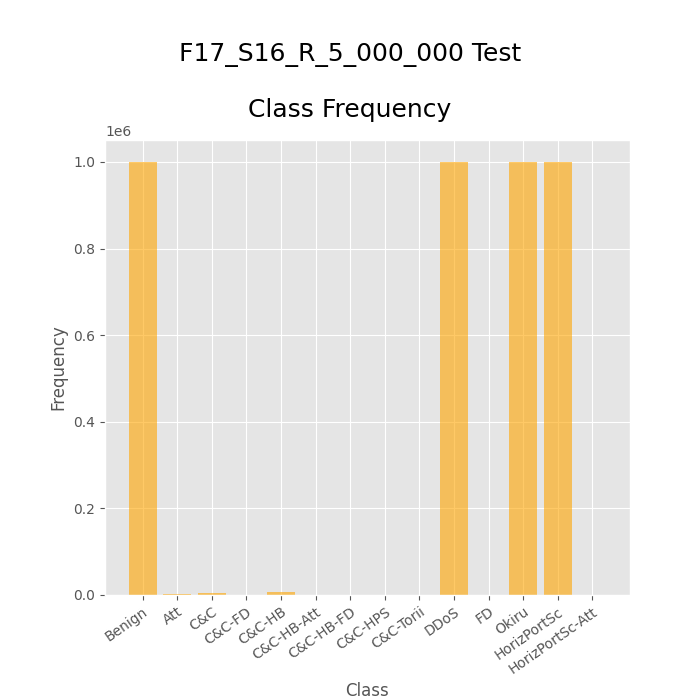 F17_S16_R_5_000_000 Test
Class Frequency
1e6
1.0
0.8
0.6
0.4
0.2
0.0
Frequency
Benign
Att
C&C
C&C-FD
C&C-HB
C&C-HB-Att
C&C-HB-FD
C&C-HPS
C&C-Torii
DDoS
FD
Okiru
HorizPortSc
HorizPortSc-Att
Class